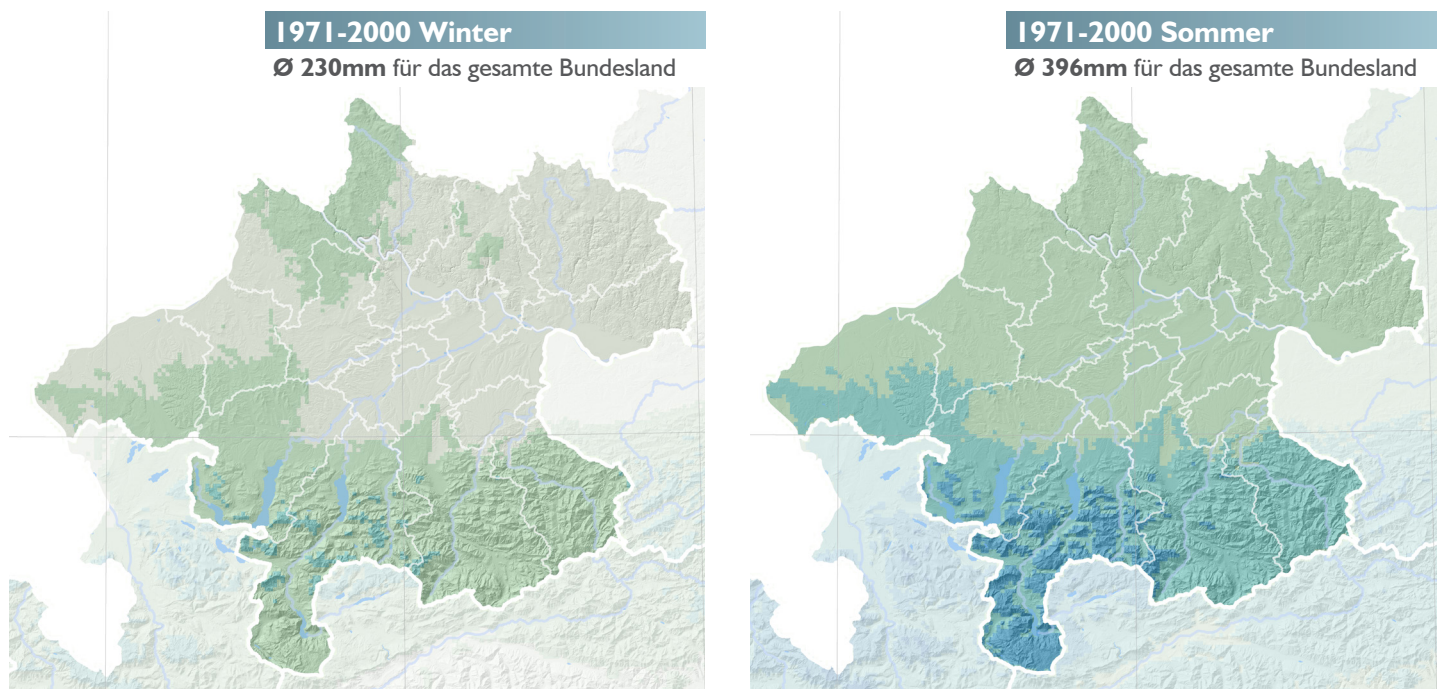 1971-2000 Winter
Ø 230mm für das gesamte Bundesland
1971-2000 Sommer
Ø 396mm für das gesamte Bundesland